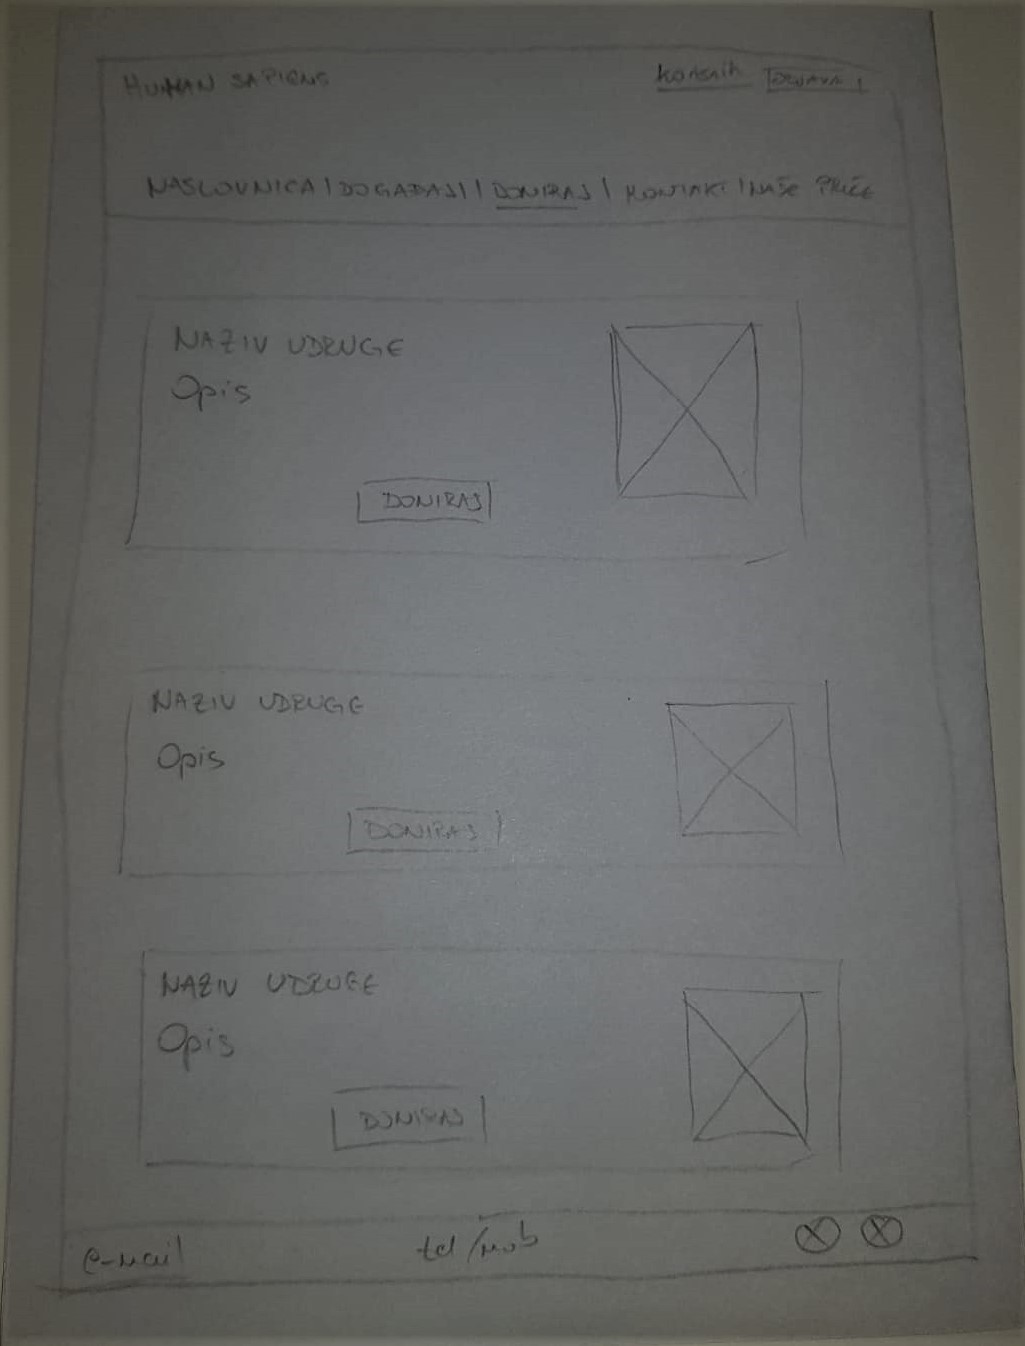 HUMAN SAPIENS
Korisnik ODJAVA
NASLOVNICA | DOGAĐAJI | DONIRAJ | KONTAKT | NAŠE PRIČE
NAZIV UDRUGE
Opis
DONIRAJ
NAZIV UDRUGE
Opis
DONIRAJ
NAZIV UDRUGE
Opis
DONIRAJ
e-mail tel/mob